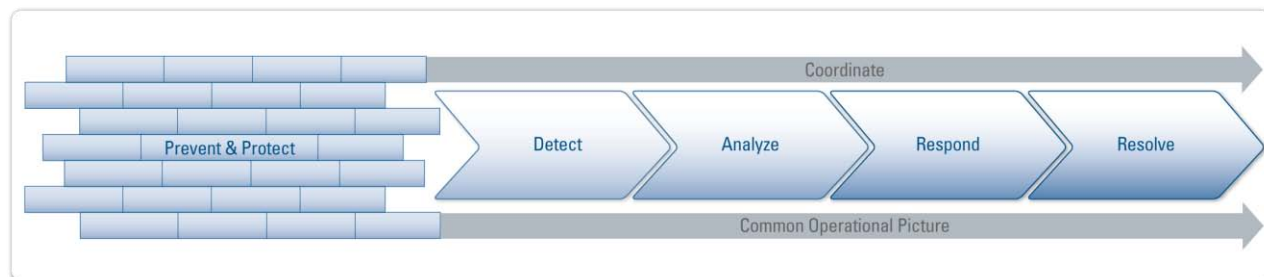 Coordinate
Prevent & Protect
Detect
Analyze
Respond
Resolve
Common Operational Picture